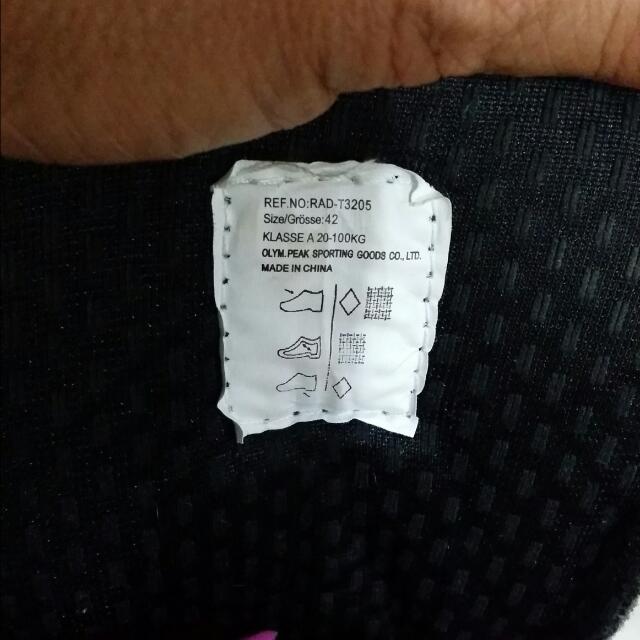 REF.NO:RAD-T3205
Size/Grösse:42
KLASSE A 20-100KG
OLYM.PEAK SPORTING GOODS CO., LTD.
MADE IN CHINA